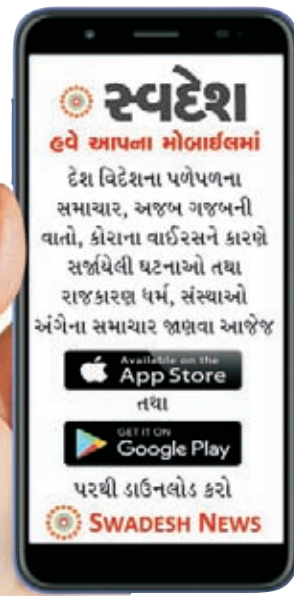 સ્વદેશ
હવે આપના મોબાઈલમાં
દેશ વિદેશના પળેપળના
સમાચાર, અજબ ગજબની
વાતો, કોરાના વાઈરસને કારણે
સર્જાયેલી ઘટનાઓ તથા
રાજકારણ ધર્મ, સંસ્થાઓ
અંગેના સમાચાર જાણવા આજેજ
Available on the
App Store
તથા
GET IT ON
Google Play
પરથી ડાઉનલોડ કરો
SWADESH NEWS